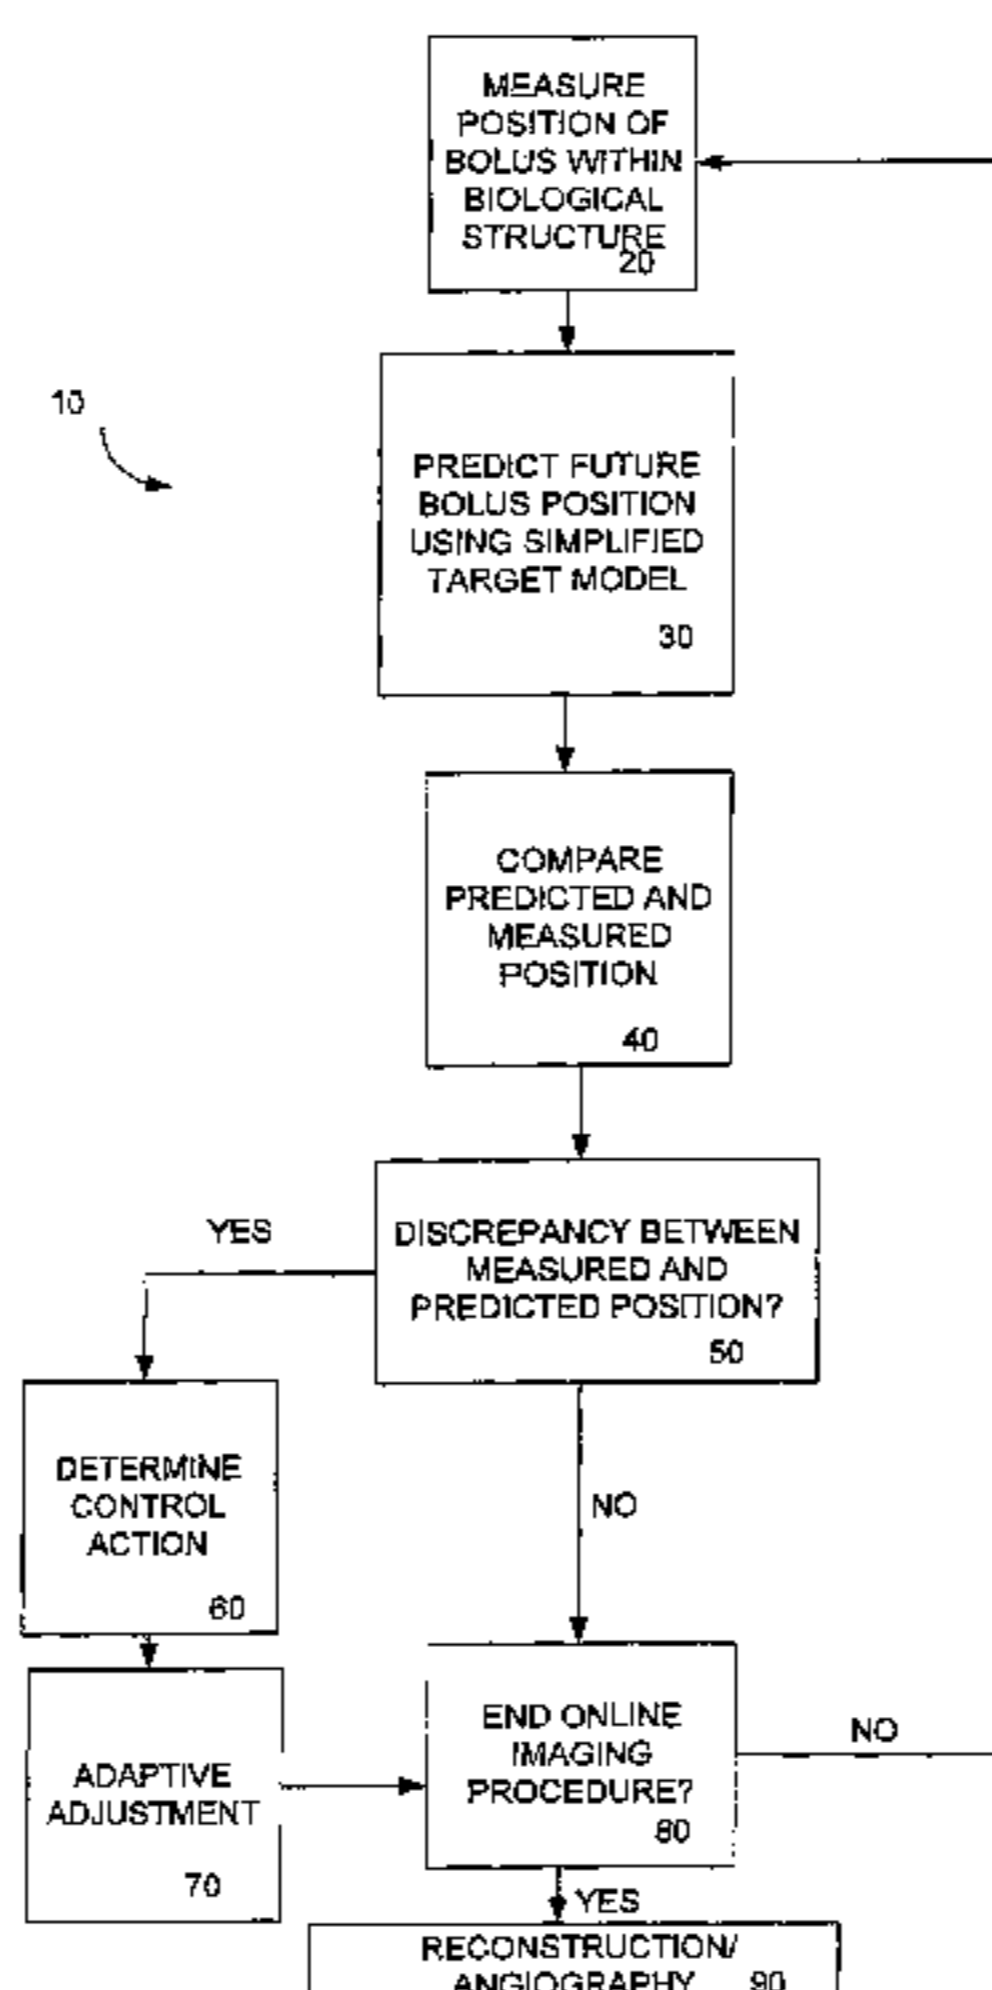 MEASURE
POSITION OF
BOLUS WITHIN
BIOLOGICAL
STRUCTURE
20
10
PREDICT FUTURE
BOLUS POSITION
USING SIMPLIFIED
TARGET MODEL
30
COMPARE
PREDICTED AND
MEASURED
POSITION
40
YES
DISCREPANCY BETWEEN
MEASURED AND
PREDICTED POSITION?
50
DETERMINE
CONTROL
ACTION
60
NO
ADAPTIVE
ADJUSTMENT
70
END ONLINE
IMAGING
PROCEDURE?
80
NO
YES
RECONSTRUCTION/
ANGIOGRAPHY 90